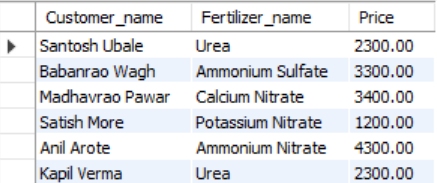 Customer_name Fertilizer_name Price
Santosh Ubale Urea 2300.00
Babanrao Wagh Ammonium Sulfate 3300.00
Madhavrao Pawar Calcium Nitrate 3400.00
Satish More Potassium Nitrate 1200.00
Anil Arote Ammonium Nitrate 4300.00
Kapil Verma Urea 2300.00